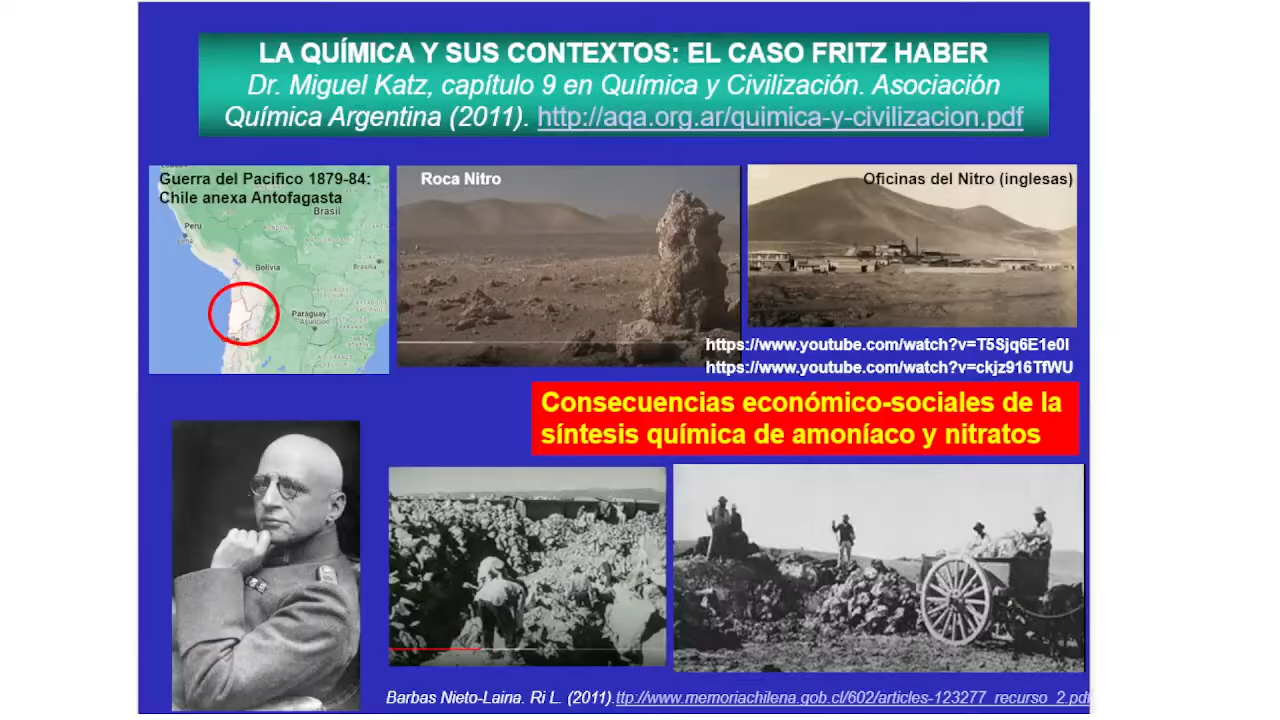 LA QUÍMICA Y SUS CONTEXTOS: EL CASO FRITZ HABER
Dr. Miguel Katz, capítulo 9 en Química y Civilización. Asociación
Química Argentina (2011). http://aqa.org.ar/quimica-y-civilizacion.pdf
Guerra del Pacifico 1879-84:
Chile anexa Antofagasta
Brasil
Peru
Lima
Bolivia
Brasilia
Paraguay
Asunción
Roca Nitro
Oficinas del Nitro (inglesas)
https://www.youtube.com/watch?v=T5Sjq6E1e0I
https://www.youtube.com/watch?v=ckjz916TfWU
Consecuencias económico-sociales de la
síntesis química de amoníaco y nitratos
Barbas Nieto-Laina. Ri L. (2011).ttp://www.memoriachilena.gob.cl/602/articles-123277_recurso_2.pdf